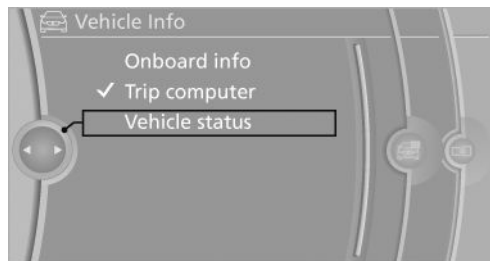 Vehicle Info
Onboard info
Trip computer
Vehicle status